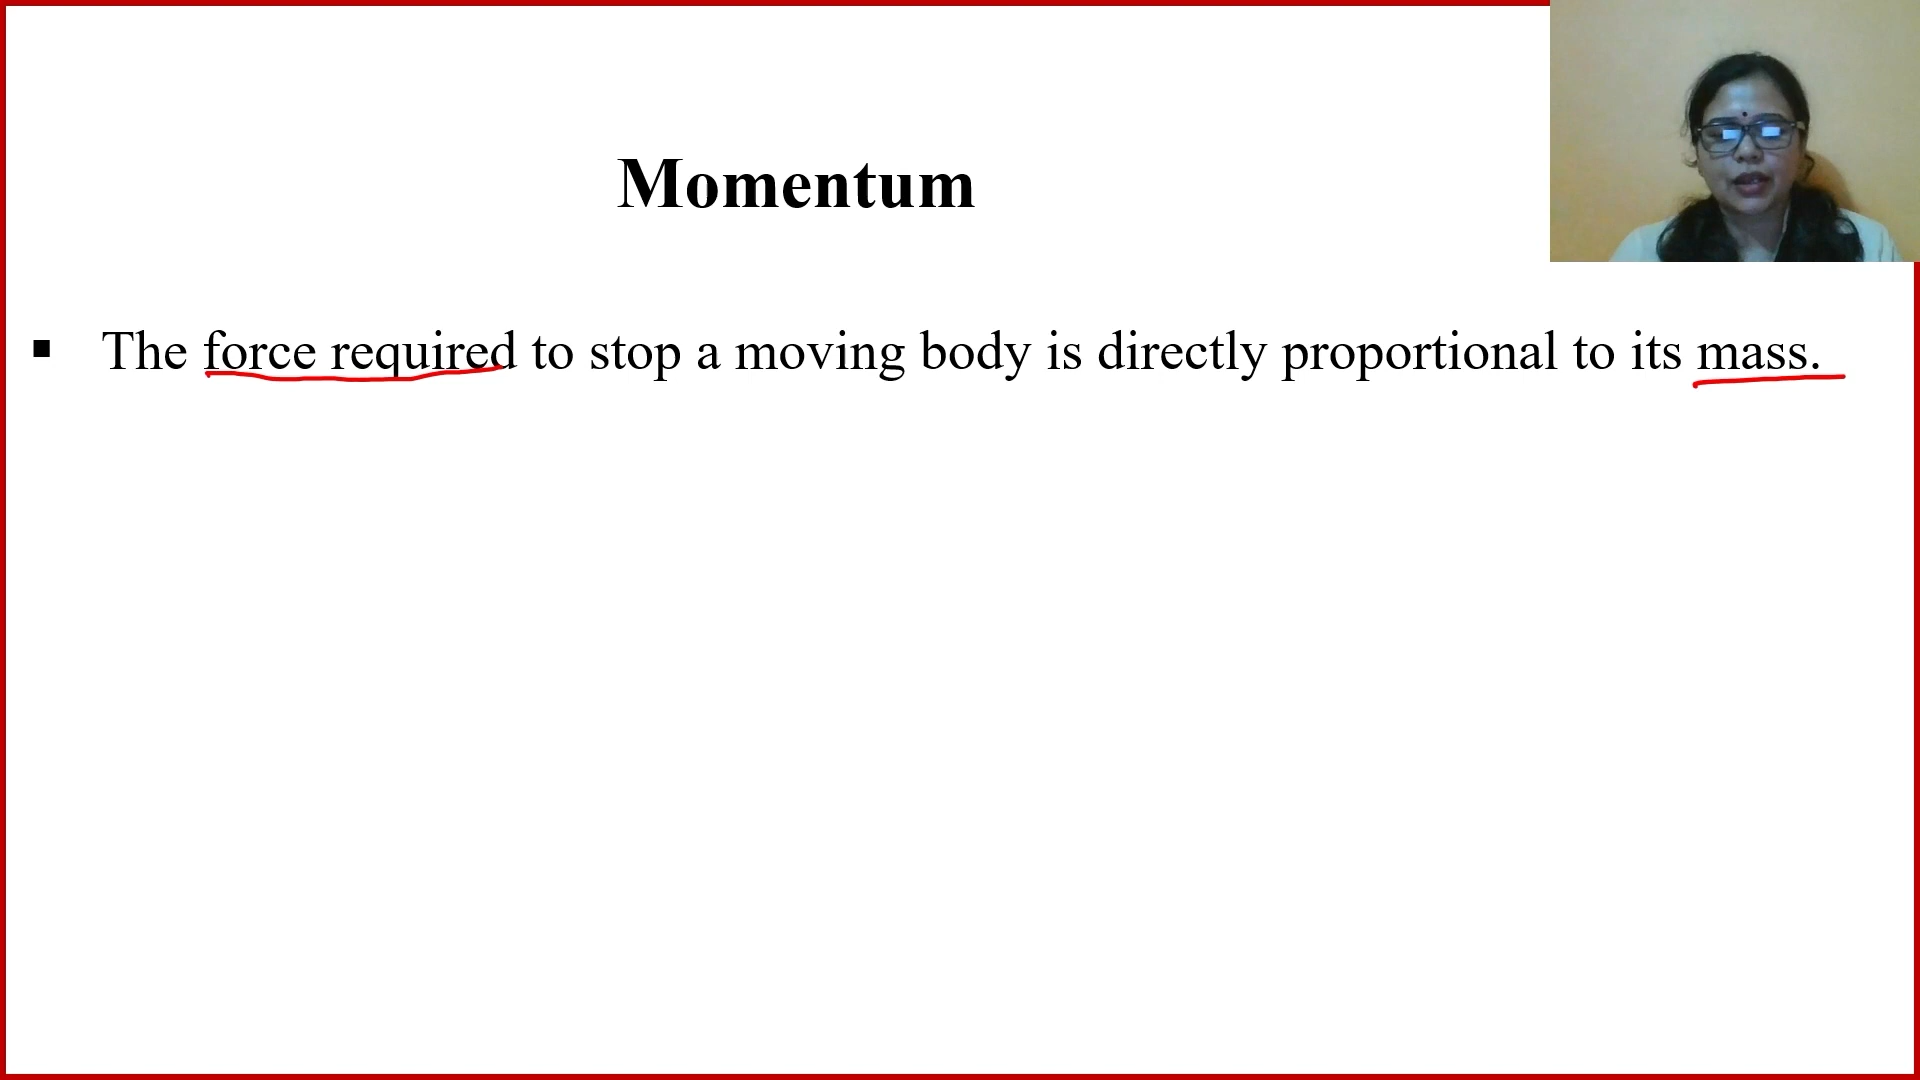 Momentum
▪ The force required to stop a moving body is directly proportional to its mass.